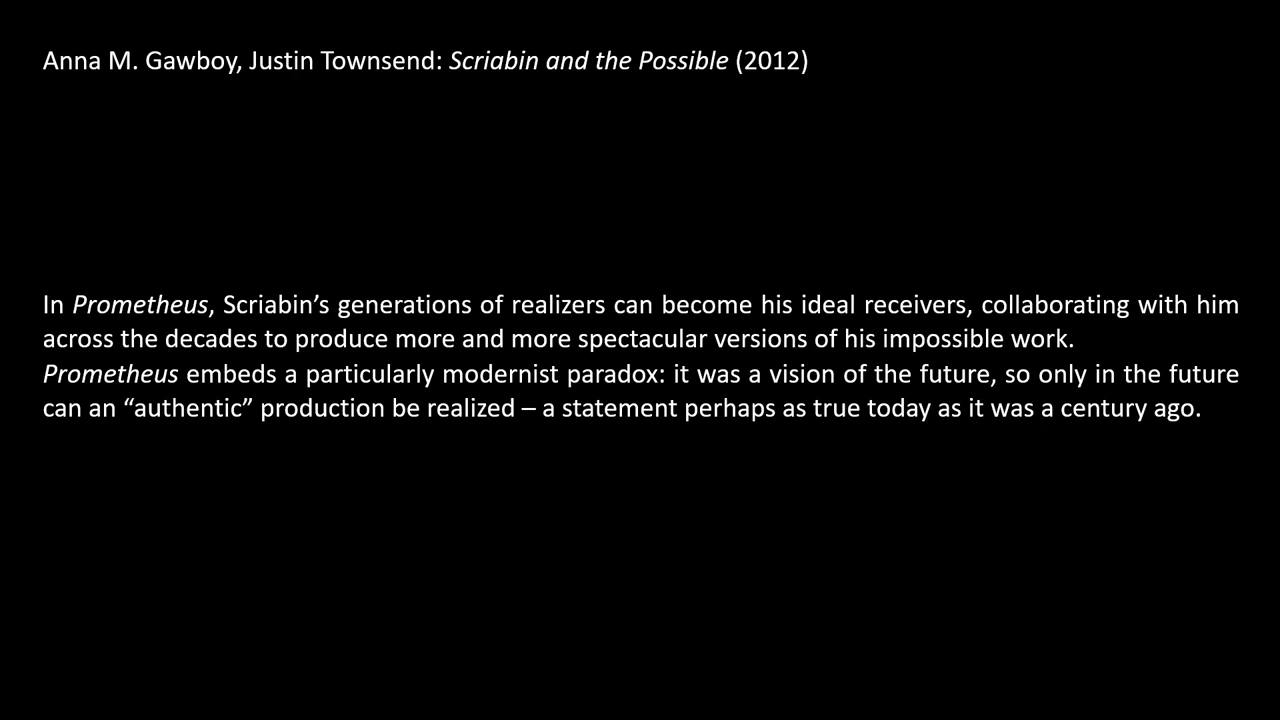 Anna M. Gawboy, Justin Townsend: Scriabin and the Possible (2012)
In Prometheus, Scriabin’s generations of realizers can become his ideal receivers, collaborating with him
across the decades to produce more and more spectacular versions of his impossible work.
Prometheus embeds a particularly modernist paradox: it was a vision of the future, so only in the future
can an “authentic” production be realized – a statement perhaps as true today as it was a century ago.